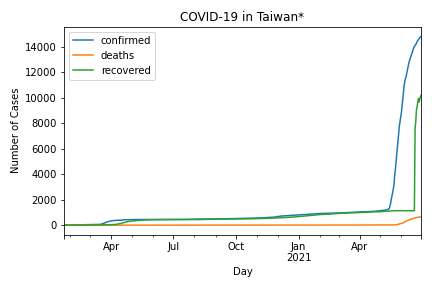 COVID-19 in Taiwan*
confirmed
deaths
recovered
Number of Cases
14000
12000
10000
8000
6000
4000
2000
0
Apr Jul Oct Jan Apr
2021
Day